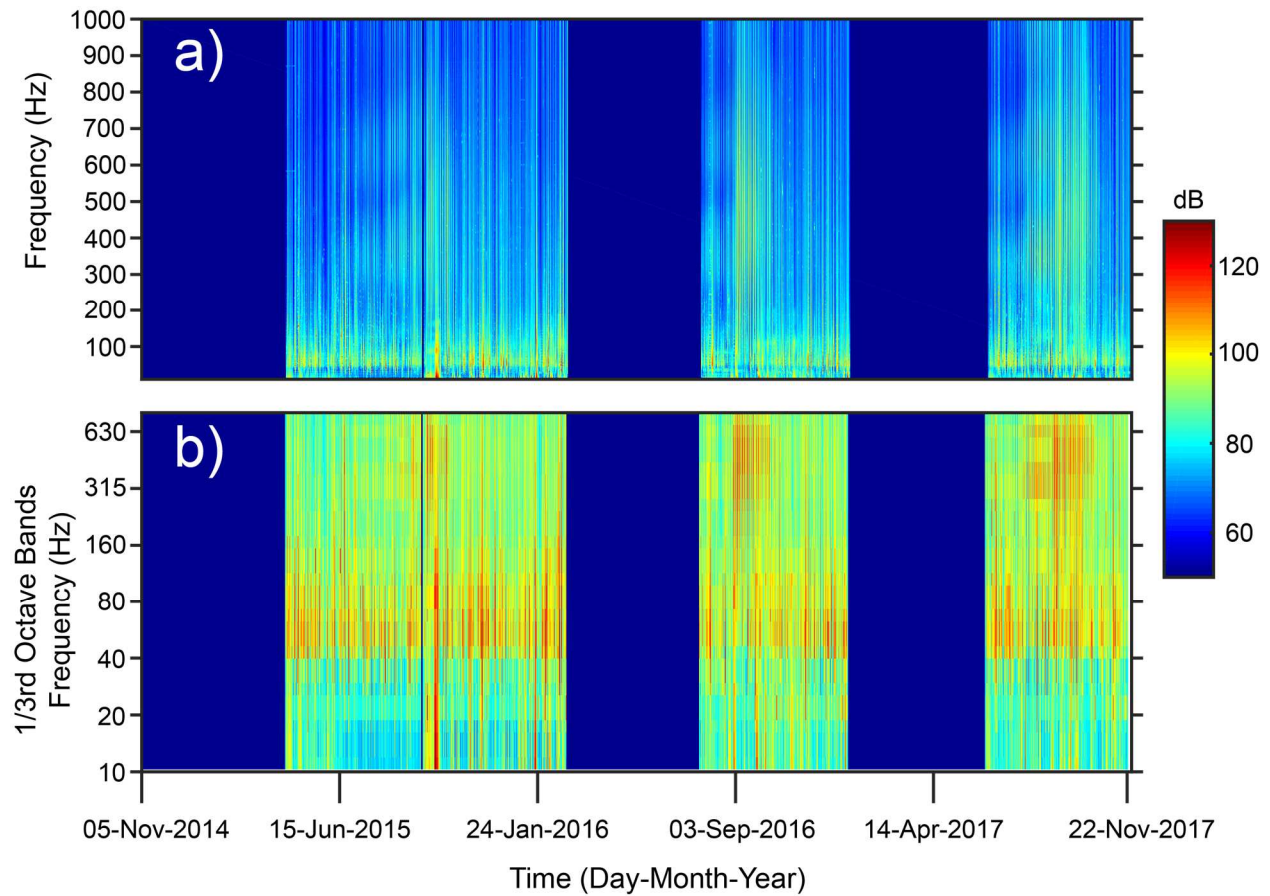 a)
1000
900
800
700
600
500
400
300
200
100
Frequency (Hz)
b)
630
315
160
80
40
20
10
1/3rd Octave Bands
Frequency (Hz)
dB
120
100
80
60
05-Nov-2014 15-Jun-2015 24-Jan-2016 03-Sep-2016 14-Apr-2017 22-Nov-2017
Time (Day-Month-Year)